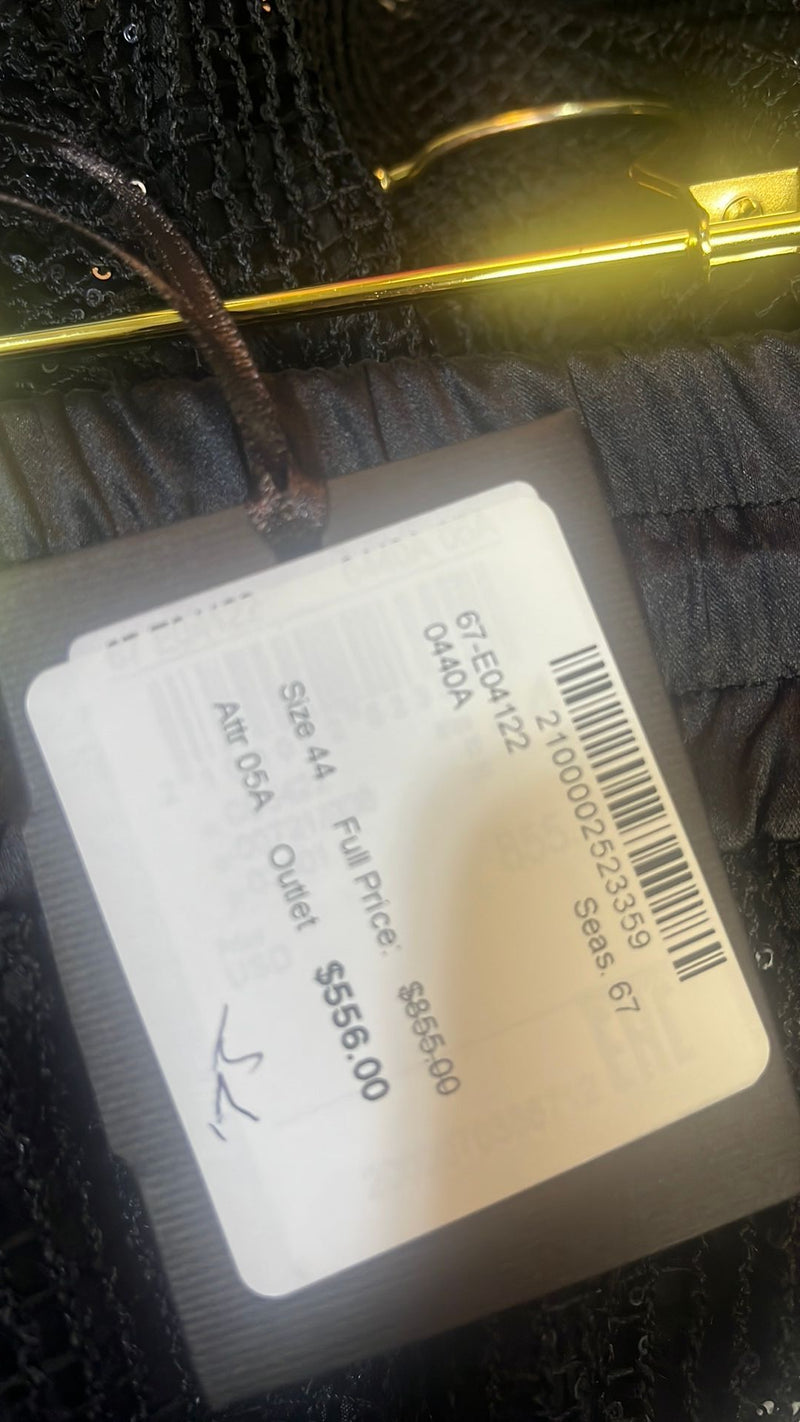 2100002523359
67-E04122 Seas. 67
0440A
Full Price: $855.00
Size 44
Outlet $556.00
Attr 05A